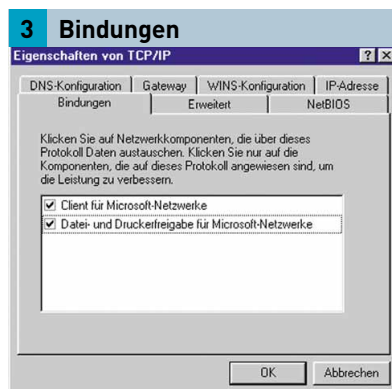 3 Bindungen
Eigenschaften von TCP/IP
DNS-Konfiguration Gateway WINS-Konfiguration IP-Adresse
Bindungen Erweitert NetBIOS
Klicken Sie auf Netzwerkkomponenten, die über dieses
Protokoll Daten austauschen. Klicken Sie nur auf die
Komponenten, die auf dieses Protokoll angewiesen sind, um
die Leistung zu verbessern.
Client für Microsoft-Netzwerke
Datei- und Druckerfreigabe für Microsoft-Netzwerke
OK Abbrechen